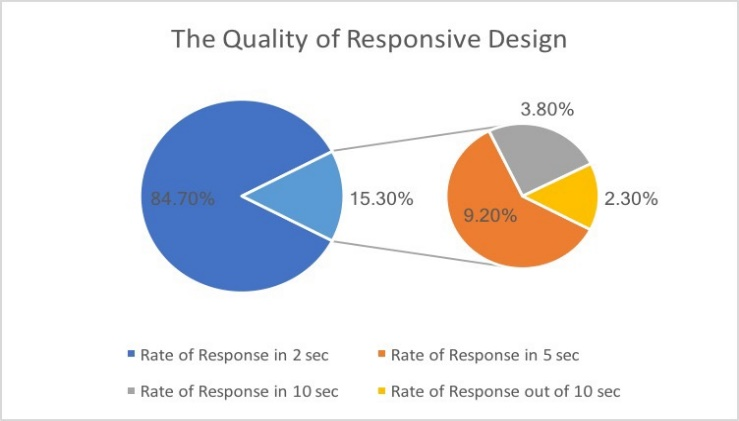 The Quality of Responsive Design
3.80%
84.70%
15.30%
2.30%
9.20%
Rate of Response in 2 sec
Rate of Response in 5 sec
Rate of Response in 10 sec
Rate of Response out of 10 sec